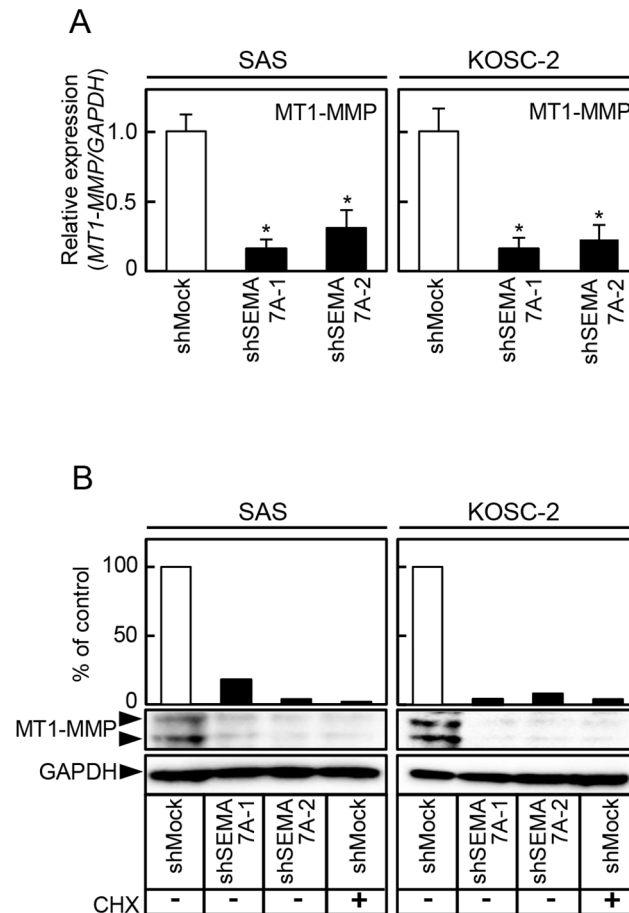 A
SAS
KOSC-2
Relative expression
(MT1-MMP/GAPDH)
1.0
0.5
0
MT1-MMP
MT1-MMP
*
*
*
*
shMock
shSEMA
7A-1
shSEMA
7A-2
shMock
shSEMA
7A-1
shSEMA
7A-2
B
SAS
KOSC-2
% of control
100
50
0
MT1-MMP
GAPDH
shMock
shSEMA
7A-1
shSEMA
7A-2
shMock
shMock
shSEMA
7A-1
shSEMA
7A-2
shMock
CHX - - - + - - - +